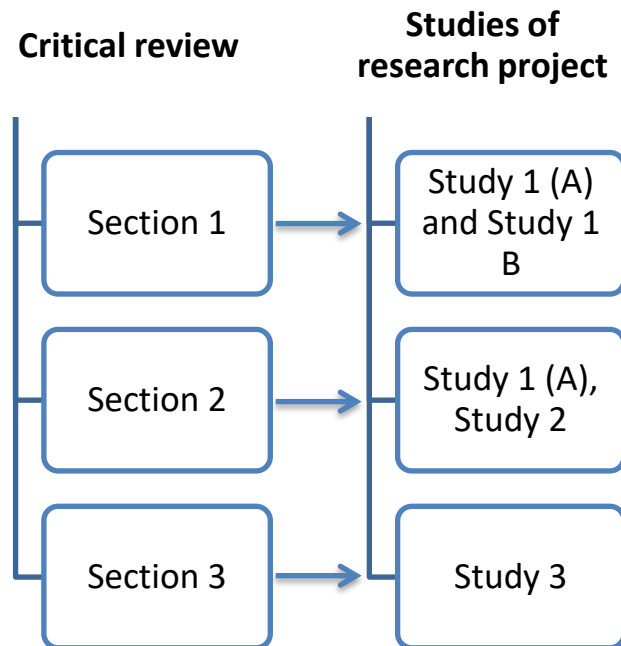 Critical review
Studies of
research project
Section 1
Study 1 (A)
and Study 1
B
Section 2
Study 1 (A),
Study 2
Section 3
Study 3